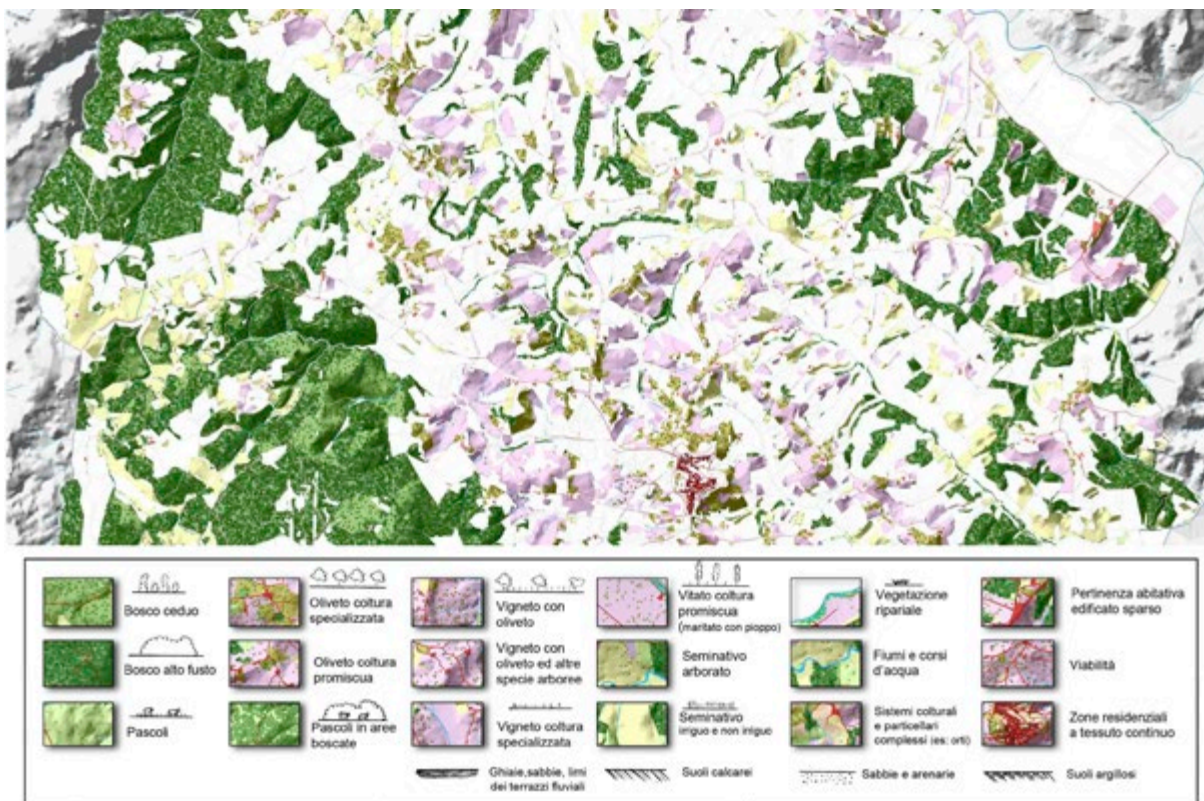 Bosco ceduo
Oliveto coltura
specializzata
Vigneto con
oliveto
Vitato coltura
promiscua
(maritato con pioppo)
Vegetazione
ripariale
Pertinenza abitativa
edificato sparso
Bosco alto fusto
Oliveto coltura
promiscua
Vigneto con
oliveto ed altre
specie arboree
Seminativo
arborato
Fiumi e corsi
d'acqua
Viabilità
Pascoli
Pascoli in aree
boscate
Vigneto coltura
specializzata
Seminativo
irriguo e non irriguo
Sistemi colturali
e particellari
complessi (es: orti)
Zone residenziali
a tessuto continuo
Ghiaie,sabbie, limi
dei terrazzi fluviali
Suoli calcarei
Sabbie e arenarie
Suoli argillosi